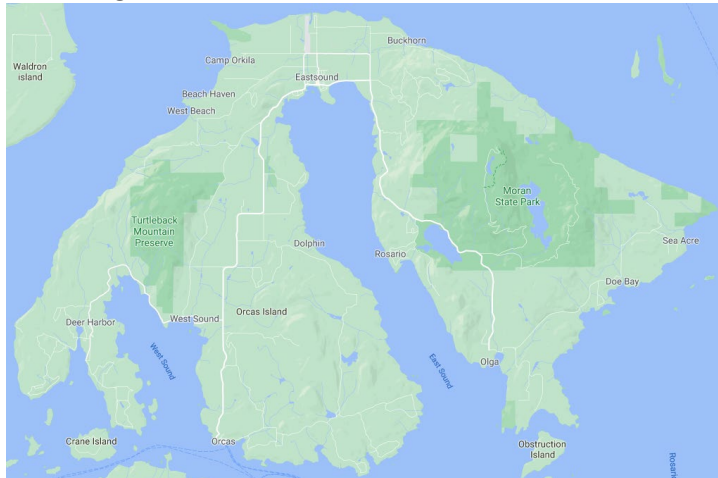 Buckhorn
Waldron
island
Camp Orkila
Eastsound
Beach Haven
West Beach
Moran
State Park
Turtleback
Mountain
Preserve
Sea Acre
Dolphin
Rosario
Doe Bay
Orcas Island
Deer Harbor
West Sound
West Sound
East Sound
Olga
Crane Island
Orcas
Obstruction
Island
Rosario